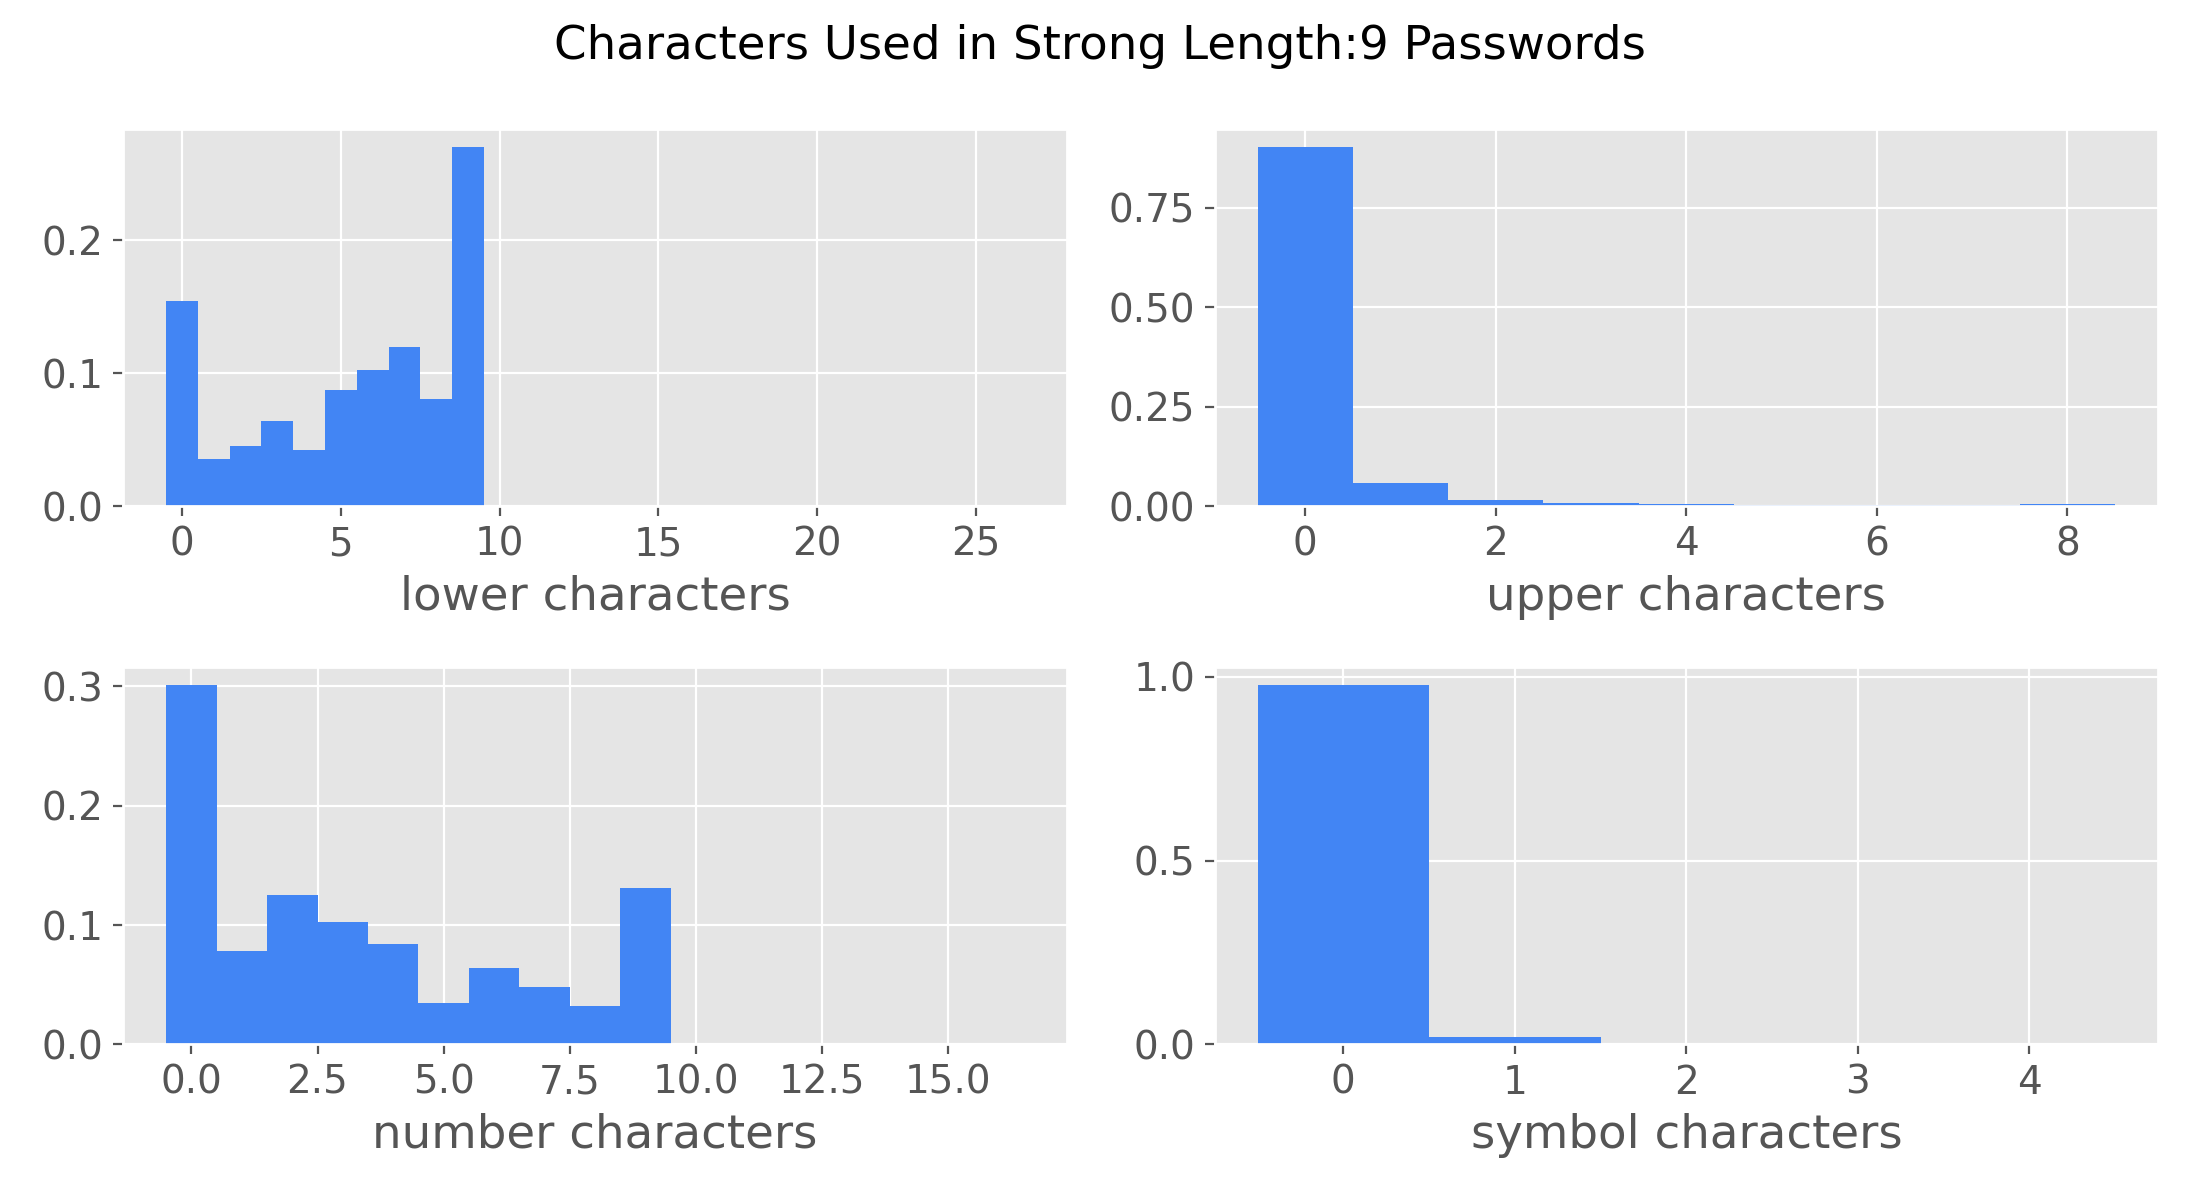 Characters Used in Strong Length:9 Passwords
0.2
0.1
0.0
0 5 10 15 20 25
lower characters
0.75
0.50
0.25
0.00
0 2 4 6 8
upper characters
0.3
0.2
0.1
0.0
0.0 2.5 5.0 7.5 10.0 12.5 15.0
number characters
1.0
0.5
0.0
0 1 2 3 4
symbol characters